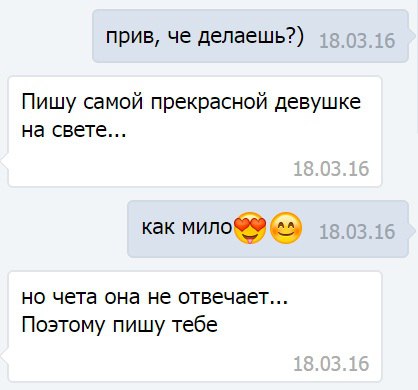 прив, че делаешь?) 18.03.16
Пишу самой прекрасной девушке
на свете...
18.03.16
как мило😍😊 18.03.16
но чета она не отвечает...
Поэтому пишу тебе
18.03.16